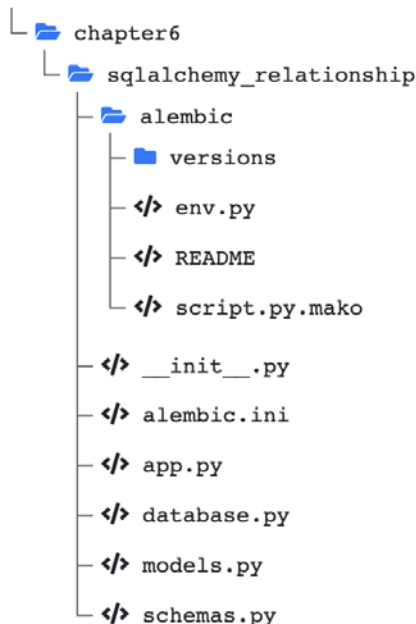 chapter6
sqlalchemy_relationship
alembic
versions
env.py
README
script.py.mako
__init__.py
alembic.ini
app.py
database.py
models.py
schemas.py